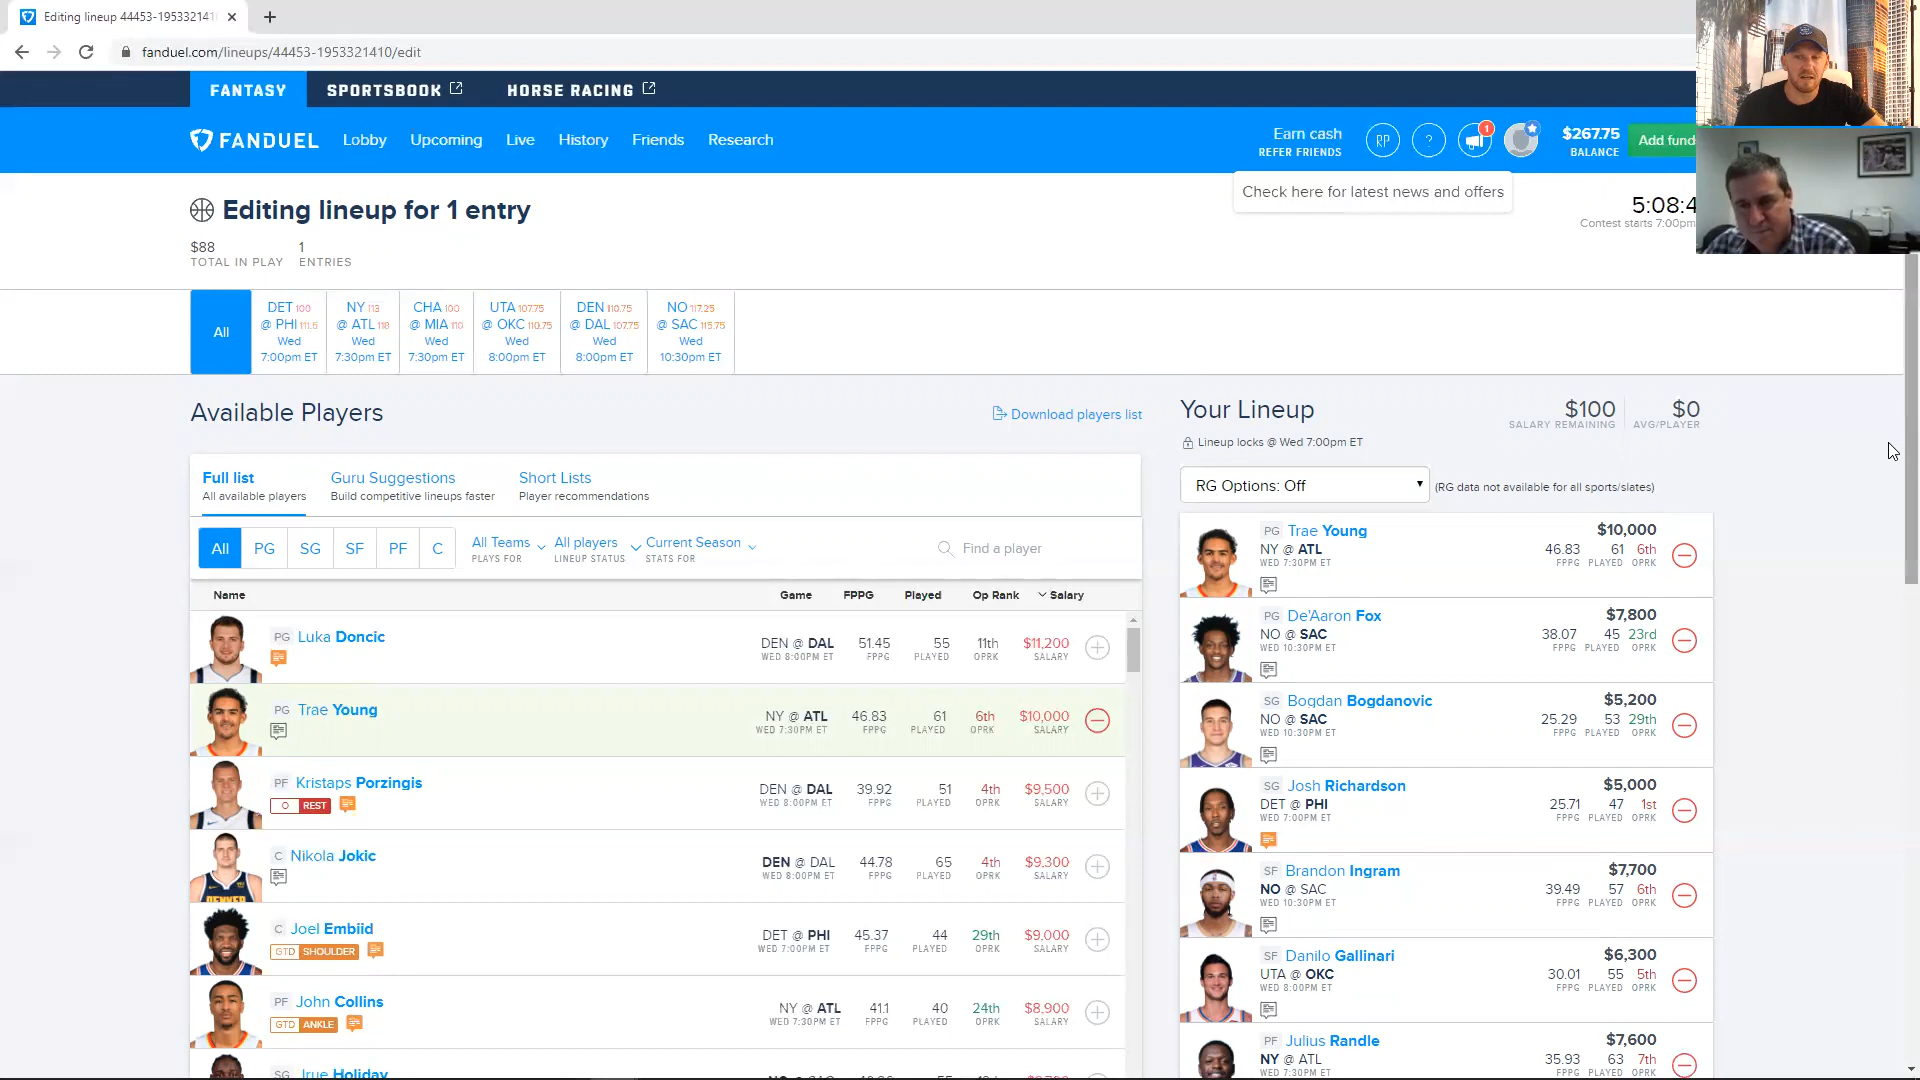 Editing lineup 44453-1953321410
fanduel.com/lineups/44453-1953321410/edit
FANTASY SPORTSBOOK HORSE RACING
FANDUEL Lobby Upcoming Live History Friends Research
Earn cash
REFER FRIENDS
RP ? 1
$267.75
BALANCE
Add fund
Check here for latest news and offers
Editing lineup for 1 entry
5:08:4
Contest starts 7:00pm
$88 1
TOTAL IN PLAY ENTRIES
All
DET 100
@ PHI 111.5
Wed
7:00pm ET
NY 113
@ ATL 118
Wed
7:30pm ET
CHA 100
@ MIA 110
Wed
7:30pm ET
UTA 107.75
@ OKC 110.75
Wed
8:00pm ET
DEN 110.75
@ DAL 107.75
Wed
8:00pm ET
NO 117.25
@ SAC 115.75
Wed
10:30pm ET
Available Players
Download players list
Full list Guru Suggestions Short Lists
All available players Build competitive lineups faster Player recommendations
All PG SG SF PF C
All Teams All players Current Season
PLAYS FOR LINEUP STATUS STATS FOR
Find a player
Name Game FPPG Played Op Rank Salary
PG Luka Doncic DEN @ DAL 51.45 55 11th $11,200
WED 8:00PM ET FPPG PLAYED OPRK SALARY
PG Trae Young NY @ ATL 46.83 61 6th $10,000
WED 7:30PM ET FPPG PLAYED OPRK SALARY
PF Kristaps Porzingis DEN @ DAL 39.92 51 4th $9,500
O REST WED 8:00PM ET FPPG PLAYED OPRK SALARY
C Nikola Jokic DEN @ DAL 44.78 65 4th $9,300
WED 8:00PM ET FPPG PLAYED OPRK SALARY
C Joel Embiid DET @ PHI 45.37 44 29th $9,000
GTD SHOULDER WED 7:00PM ET FPPG PLAYED OPRK SALARY
PF John Collins NY @ ATL 41.1 40 24th $8,900
GTD ANKLE WED 7:30PM ET FPPG PLAYED OPRK SALARY
SG Jrue Holiday
Your Lineup
$100 $0
SALARY REMAINING AVG/PLAYER
Lineup locks @ Wed 7:00pm ET
RG Options: Off (RG data not available for all sports/slates)
PG Trae Young $10,000
NY @ ATL 46.83 61 6th
WED 7:30PM ET FPPG PLAYED OPRK
PG De'Aaron Fox $7,800
NO @ SAC 38.07 45 23rd
WED 10:30PM ET FPPG PLAYED OPRK
SG Bogdan Bogdanovic $5,200
NO @ SAC 25.29 53 29th
WED 10:30PM ET FPPG PLAYED OPRK
SG Josh Richardson $5,000
DET @ PHI 25.71 47 1st
WED 7:00PM ET FPPG PLAYED OPRK
SF Brandon Ingram $7,700
NO @ SAC 39.49 57 6th
WED 10:30PM ET FPPG PLAYED OPRK
SF Danilo Gallinari $6,300
UTA @ OKC 30.01 55 5th
WED 8:00PM ET FPPG PLAYED OPRK
PF Julius Randle $7,600
NY @ ATL 35.93 63 7th
WED 7:30PM ET FPPG PLAYED OPRK